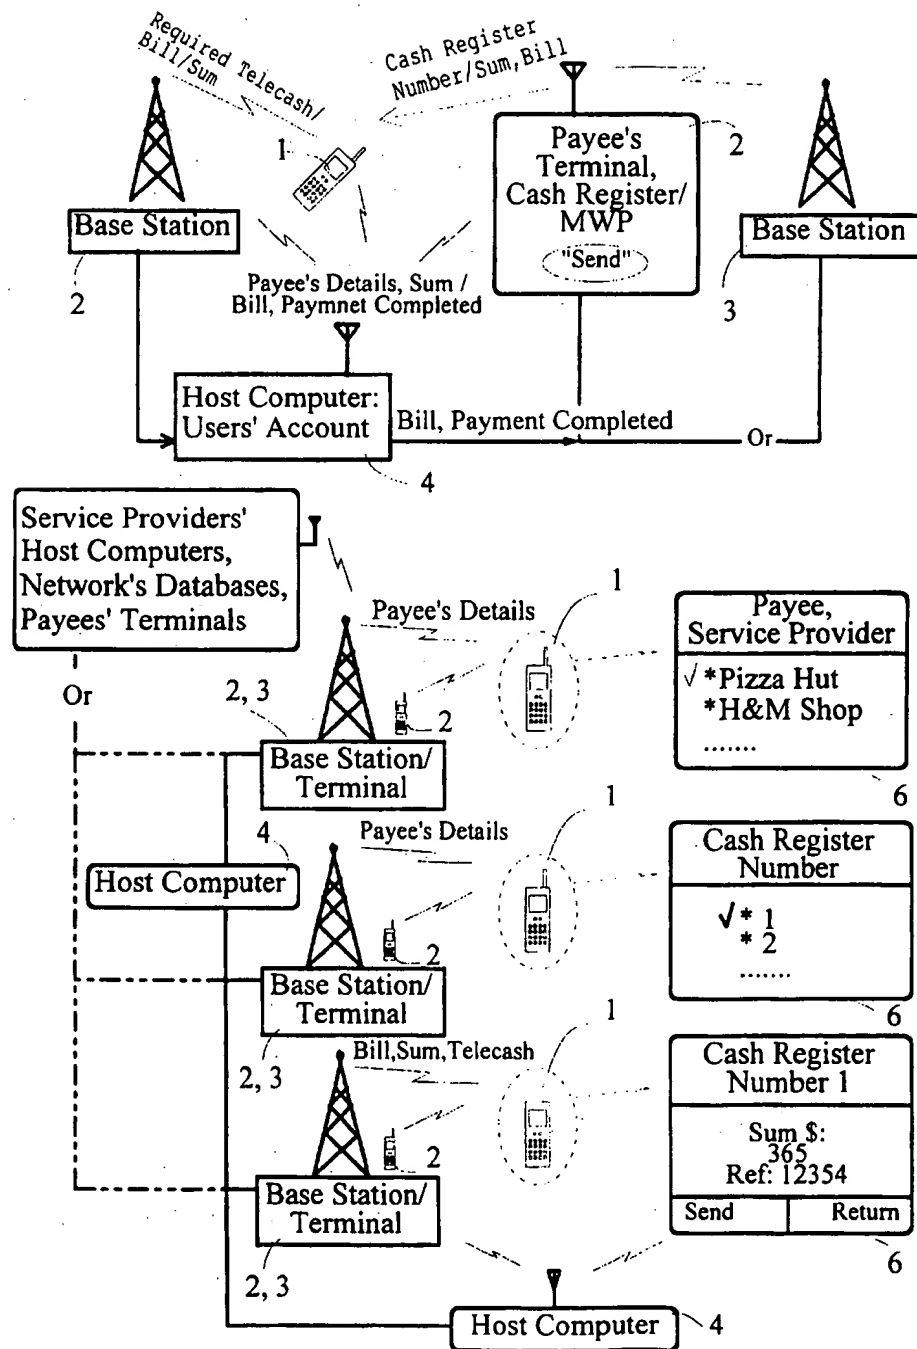 Required Telecash/
Bill/Sum
Cash Register
Number/Sum,Bill
1
Payee's
Terminal,
Cash Register/
MWP
"Send"
2
Base Station
2
Base Station
3
Payee's Details, Sum /
Bill, Paymnet Completed
Host Computer:
Users' Account
Bill, Payment Completed
Or
4
Service Providers'
Host Computers,
Network's Databases,
Payees' Terminals
Or
Payee's Details
1
2, 3
2
Base Station/
Terminal
Payee,
Service Provider
✓ *Pizza Hut
*H&M Shop
.......
6
4
Host Computer
Payee's Details
1
2
Base Station/
Terminal
2, 3
Cash Register
Number
✓* 1
* 2
.......
6
Bill,Sum,Telecash
1
2
Base Station/
Terminal
2, 3
Cash Register
Number 1
Sum $:
365
Ref: 12354
Send Return
6
Host Computer
4